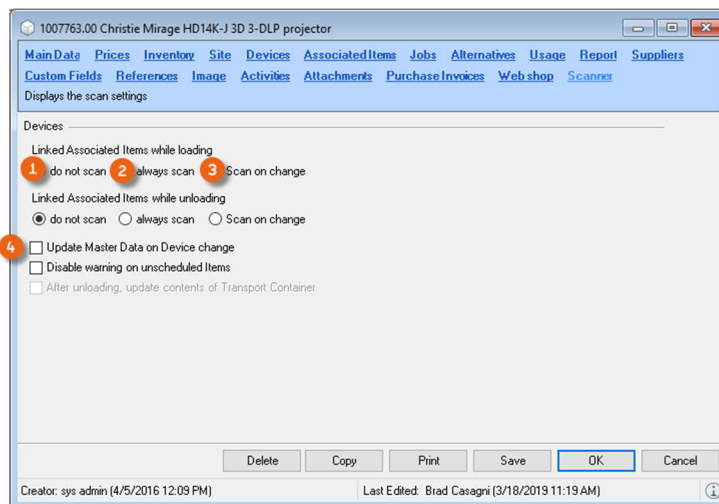 1007763.00 Christie Mirage HD14K-J 3D 3-DLP projector
Main Data Prices Inventory Site Devices Associated Items Jobs Alternatives Usage Report Suppliers
Custom Fields References Image Activities Attachments Purchase Invoices Web shop Scanner
Displays the scan settings
Devices
Linked Associated Items while loading
1 do not scan 2 always scan 3 Scan on change
Linked Associated Items while unloading
do not scan always scan Scan on change
4 Update Master Data on Device change
Disable warning on unscheduled Items
After unloading, update contents of Transport Container
Delete Copy Print Save OK Cancel
Creator: sys admin (4/5/2016 12:09 PM) Last Edited: Brad Casagni (3/18/2019 11:19 AM)